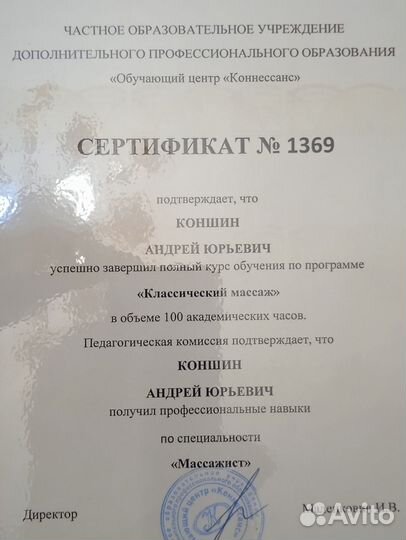 ЧАСТНОЕ ОБРАЗОВАТЕЛЬНОЕ УЧРЕЖДЕНИЕ
ДОПОЛНИТЕЛЬНОГО ПРОФЕССИОНАЛЬНОГО ОБРАЗОВАНИЯ
«Обучающий центр «Коннессанс»
СЕРТИФИКАТ № 1369
подтверждает, что
КОНШИН
АНДРЕЙ ЮРЬЕВИЧ
успешно завершил полный курс обучения по программе
«Классический массаж»
в объеме 100 академических часов.
Педагогическая комиссия подтверждает, что
КОНШИН
АНДРЕЙ ЮРЬЕВИЧ
получил профессиональные навыки
по специальности
«Массажист»
Директор
И.В.
Avito